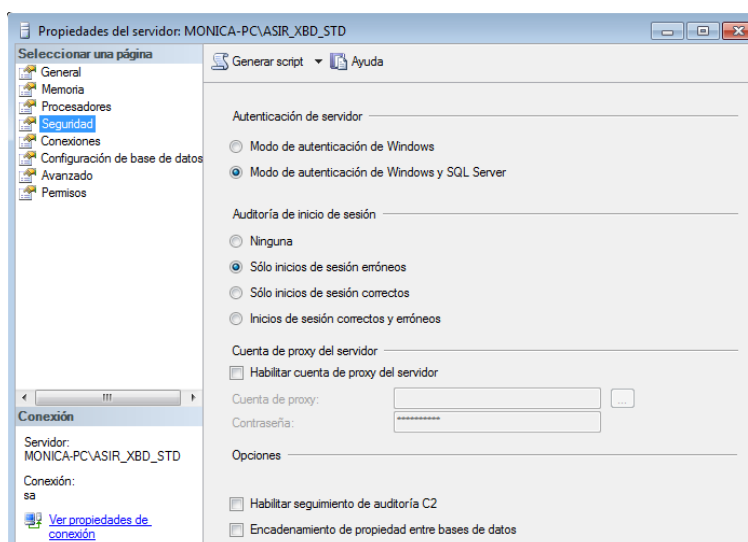 Propiedades del servidor: MONICA-PC\ASIR_XBD_STD
Seleccionar una página
General
Memoria
Procesadores
Seguridad
Conexiones
Configuración de base de datos
Avanzado
Permisos
Generar script
Ayuda
Autenticación de servidor
Modo de autenticación de Windows
Modo de autenticación de Windows y SQL Server
Auditoría de inicio de sesión
Ninguna
Sólo inicios de sesión erróneos
Sólo inicios de sesión correctos
Inicios de sesión correctos y erróneos
Cuenta de proxy del servidor
Habilitar cuenta de proxy del servidor
Cuenta de proxy:
...
Contraseña:
**********
Opciones
Habilitar seguimiento de auditoría C2
Encadenamiento de propiedad entre bases de datos
Conexión
Servidor:
MONICA-PC\ASIR_XBD_STD
Conexión:
sa
Ver propiedades de
conexión